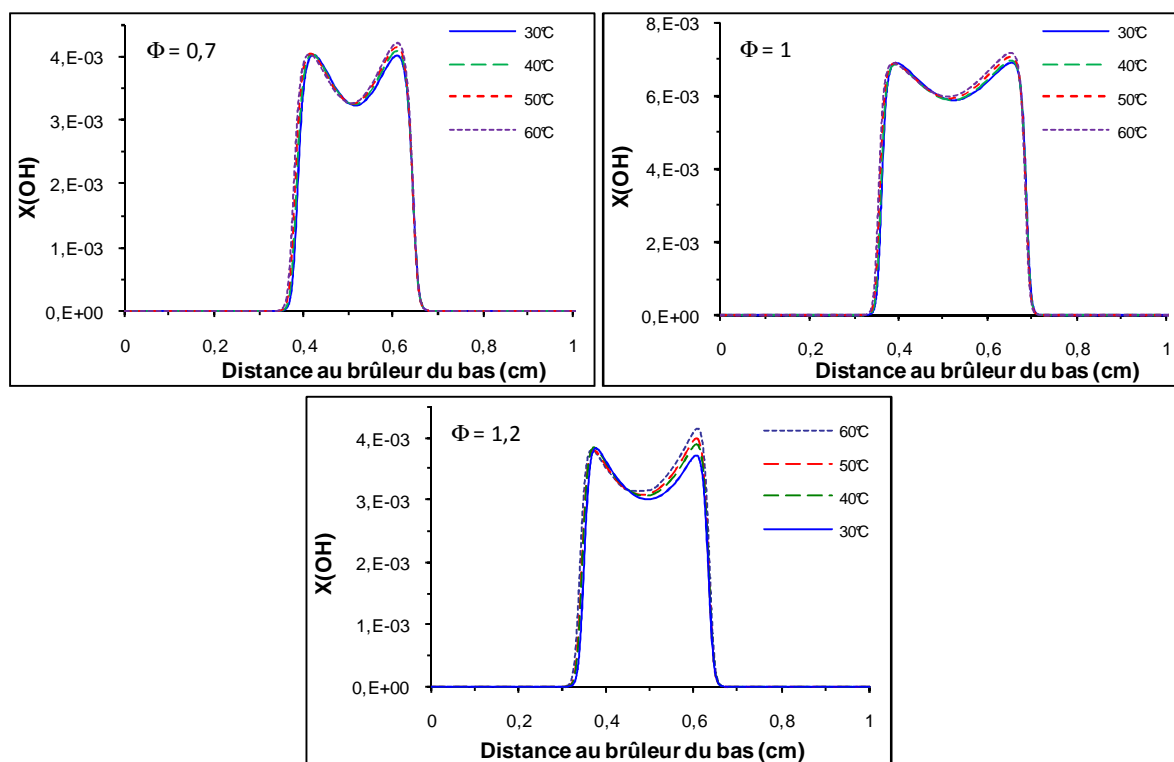 Φ = 0,7
30°C
40°C
50°C
60°C
4,E-03
3,E-03
2,E-03
1,E-03
0,E+00
X(OH)
0 0,2 0,4 0,6 0,8 1
Distance au brûleur du bas (cm)
Φ = 1
30°C
40°C
50°C
60°C
8,E-03
6,E-03
4,E-03
2,E-03
0,E+00
X(OH)
0 0,2 0,4 0,6 0,8 1
Distance au brûleur du bas (cm)
Φ = 1,2
60°C
50°C
40°C
30°C
4,E-03
3,E-03
2,E-03
1,E-03
0,E+00
X(OH)
0 0,2 0,4 0,6 0,8 1
Distance au brûleur du bas (cm)